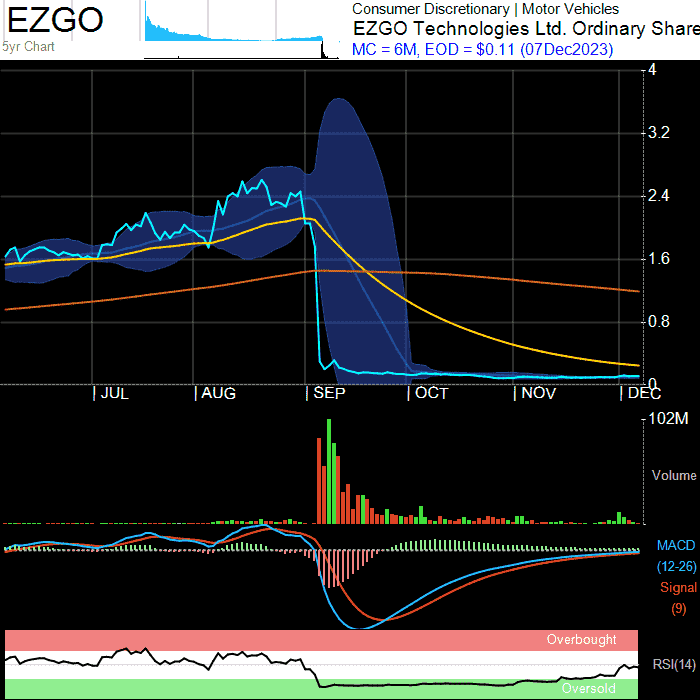 EZGO
5yr Chart
Consumer Discretionary | Motor Vehicles
EZGO Technologies Ltd. Ordinary Share
MC = 6M, EOD = $0.11 (07Dec2023)
4
3.2
2.4
1.6
0.8
0
| JUL | AUG | SEP | OCT | NOV | DEC
102M
Volume
MACD
(12-26)
Signal
(9)
Overbought
RSI(14)
Oversold